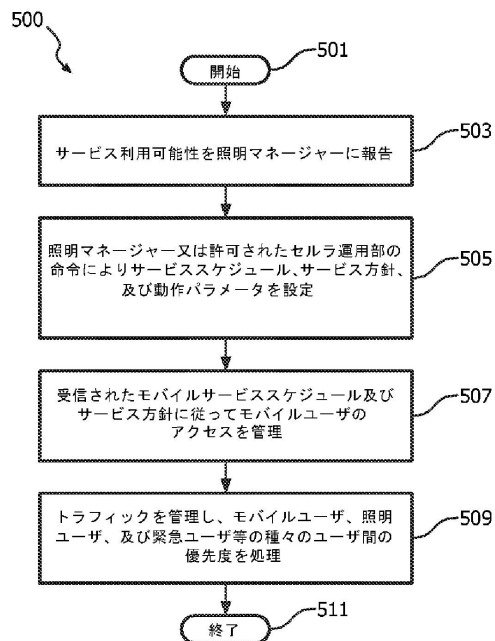 500
501
開始
503
サービス利用可能性を照明マネージャーに報告
照明マネージャー又は許可されたセルラ運用部の
命令によりサービススケジュール、サービス方針、
及び動作パラメータを設定
505
受信されたモバイルサービススケジュール及び
サービス方針に従ってモバイルユーザの
アクセスを管理
507
トラフィックを管理し、モバイルユーザ、照明
ユーザ、及び緊急ユーザ等の種々のユーザ間の
優先度を処理
509
511
終了